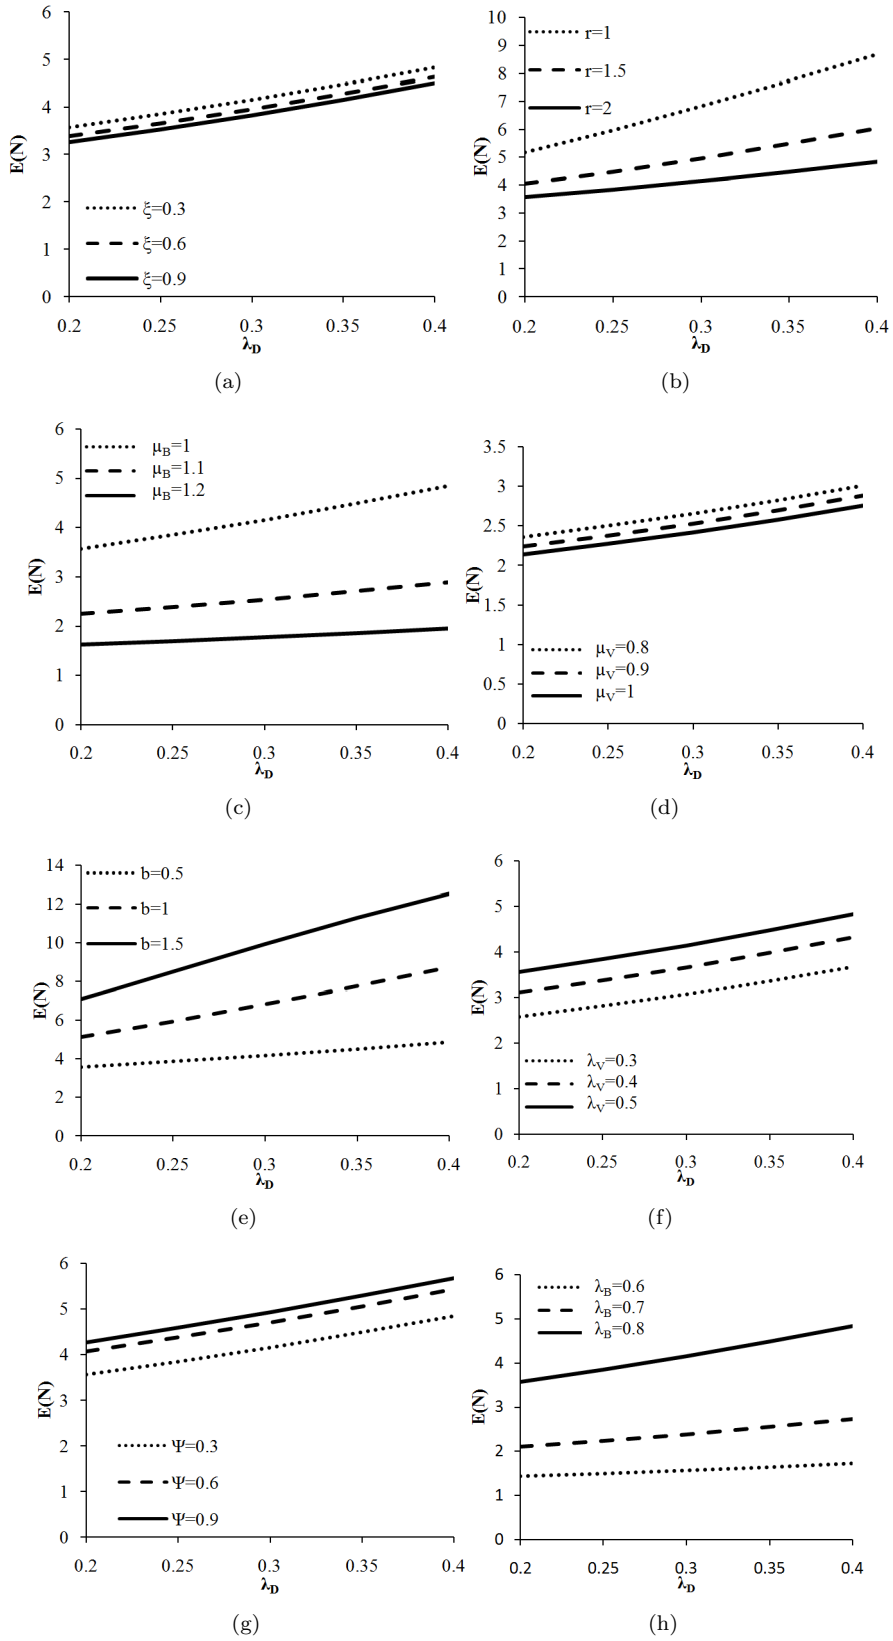 6
5
4
3
2
1
0
E(N)
ξ=0.3
ξ=0.6
ξ=0.9
0.2 0.25 0.3 0.35 0.4
λD
(a)
10
9
8
7
6
5
4
3
2
1
0
E(N)
r=1
r=1.5
r=2
0.2 0.25 0.3 0.35 0.4
λD
(b)
6
5
4
3
2
1
0
E(N)
μB=1
μB=1.1
μB=1.2
0.2 0.25 0.3 0.35 0.4
λD
(c)
3.5
3
2.5
2
1.5
1
0.5
0
E(N)
μV=0.8
μV=0.9
μV=1
0.2 0.25 0.3 0.35 0.4
λD
(d)
14
12
10
8
6
4
2
0
E(N)
b=0.5
b=1
b=1.5
0.2 0.25 0.3 0.35 0.4
λD
(e)
6
5
4
3
2
1
0
E(N)
λV=0.3
λV=0.4
λV=0.5
0.2 0.25 0.3 0.35 0.4
λD
(f)
6
5
4
3
2
1
0
E(N)
Ψ=0.3
Ψ=0.6
Ψ=0.9
0.2 0.25 0.3 0.35 0.4
λD
(g)
6
5
4
3
2
1
0
E(N)
λB=0.6
λB=0.7
λB=0.8
0.2 0.25 0.3 0.35 0.4
λD
(h)